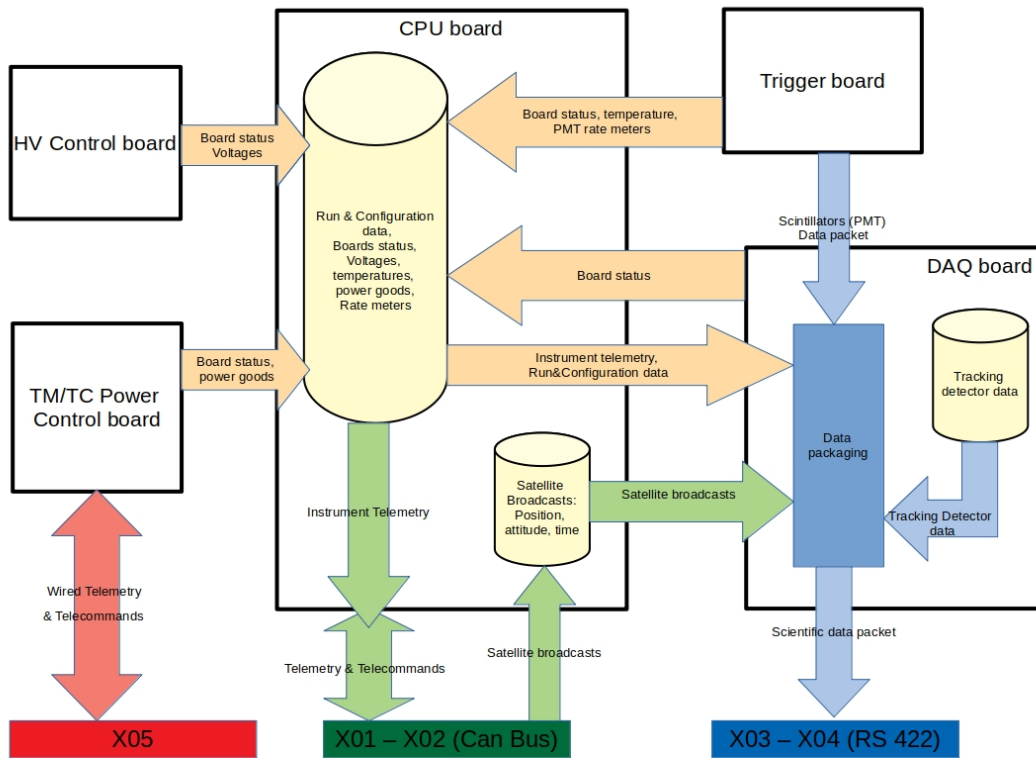 CPU board
Trigger board
HV Control board
Board status
Voltages
Board status, temperature,
PMT rate meters
Run & Configuration
data,
Boards status,
Voltages,
temperatures,
power goods,
Rate meters
Scintillators (PMT)
Data packet
DAQ board
Board status
TM/TC Power
Control board
Board status,
power goods
Instrument telemetry,
Run&Configuration data
Tracking
detector data
Data
packaging
Satellite
Broadcasts:
Position,
attitude, time
Satellite broadcasts
Instrument Telemetry
Tracking Detector
data
Wired Telemetry
& Telecommands
Telemetry & Telecommands
Satellite broadcasts
Scientific data packet
X05
X01 – X02 (Can Bus)
X03 – X04 (RS 422)